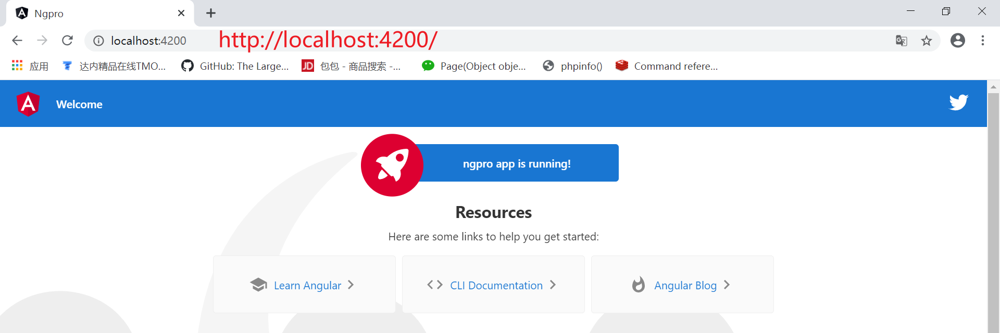 Ngpro
localhost:4200 http://localhost:4200/
应用 达内精品在线TMO... GitHub: The Large... JD 包包 - 商品搜索 -... Page(Object obje... phpinfo() Command refere...
A Welcome
ngpro app is running!
Resources
Here are some links to help you get started:
Learn Angular CLI Documentation Angular Blog